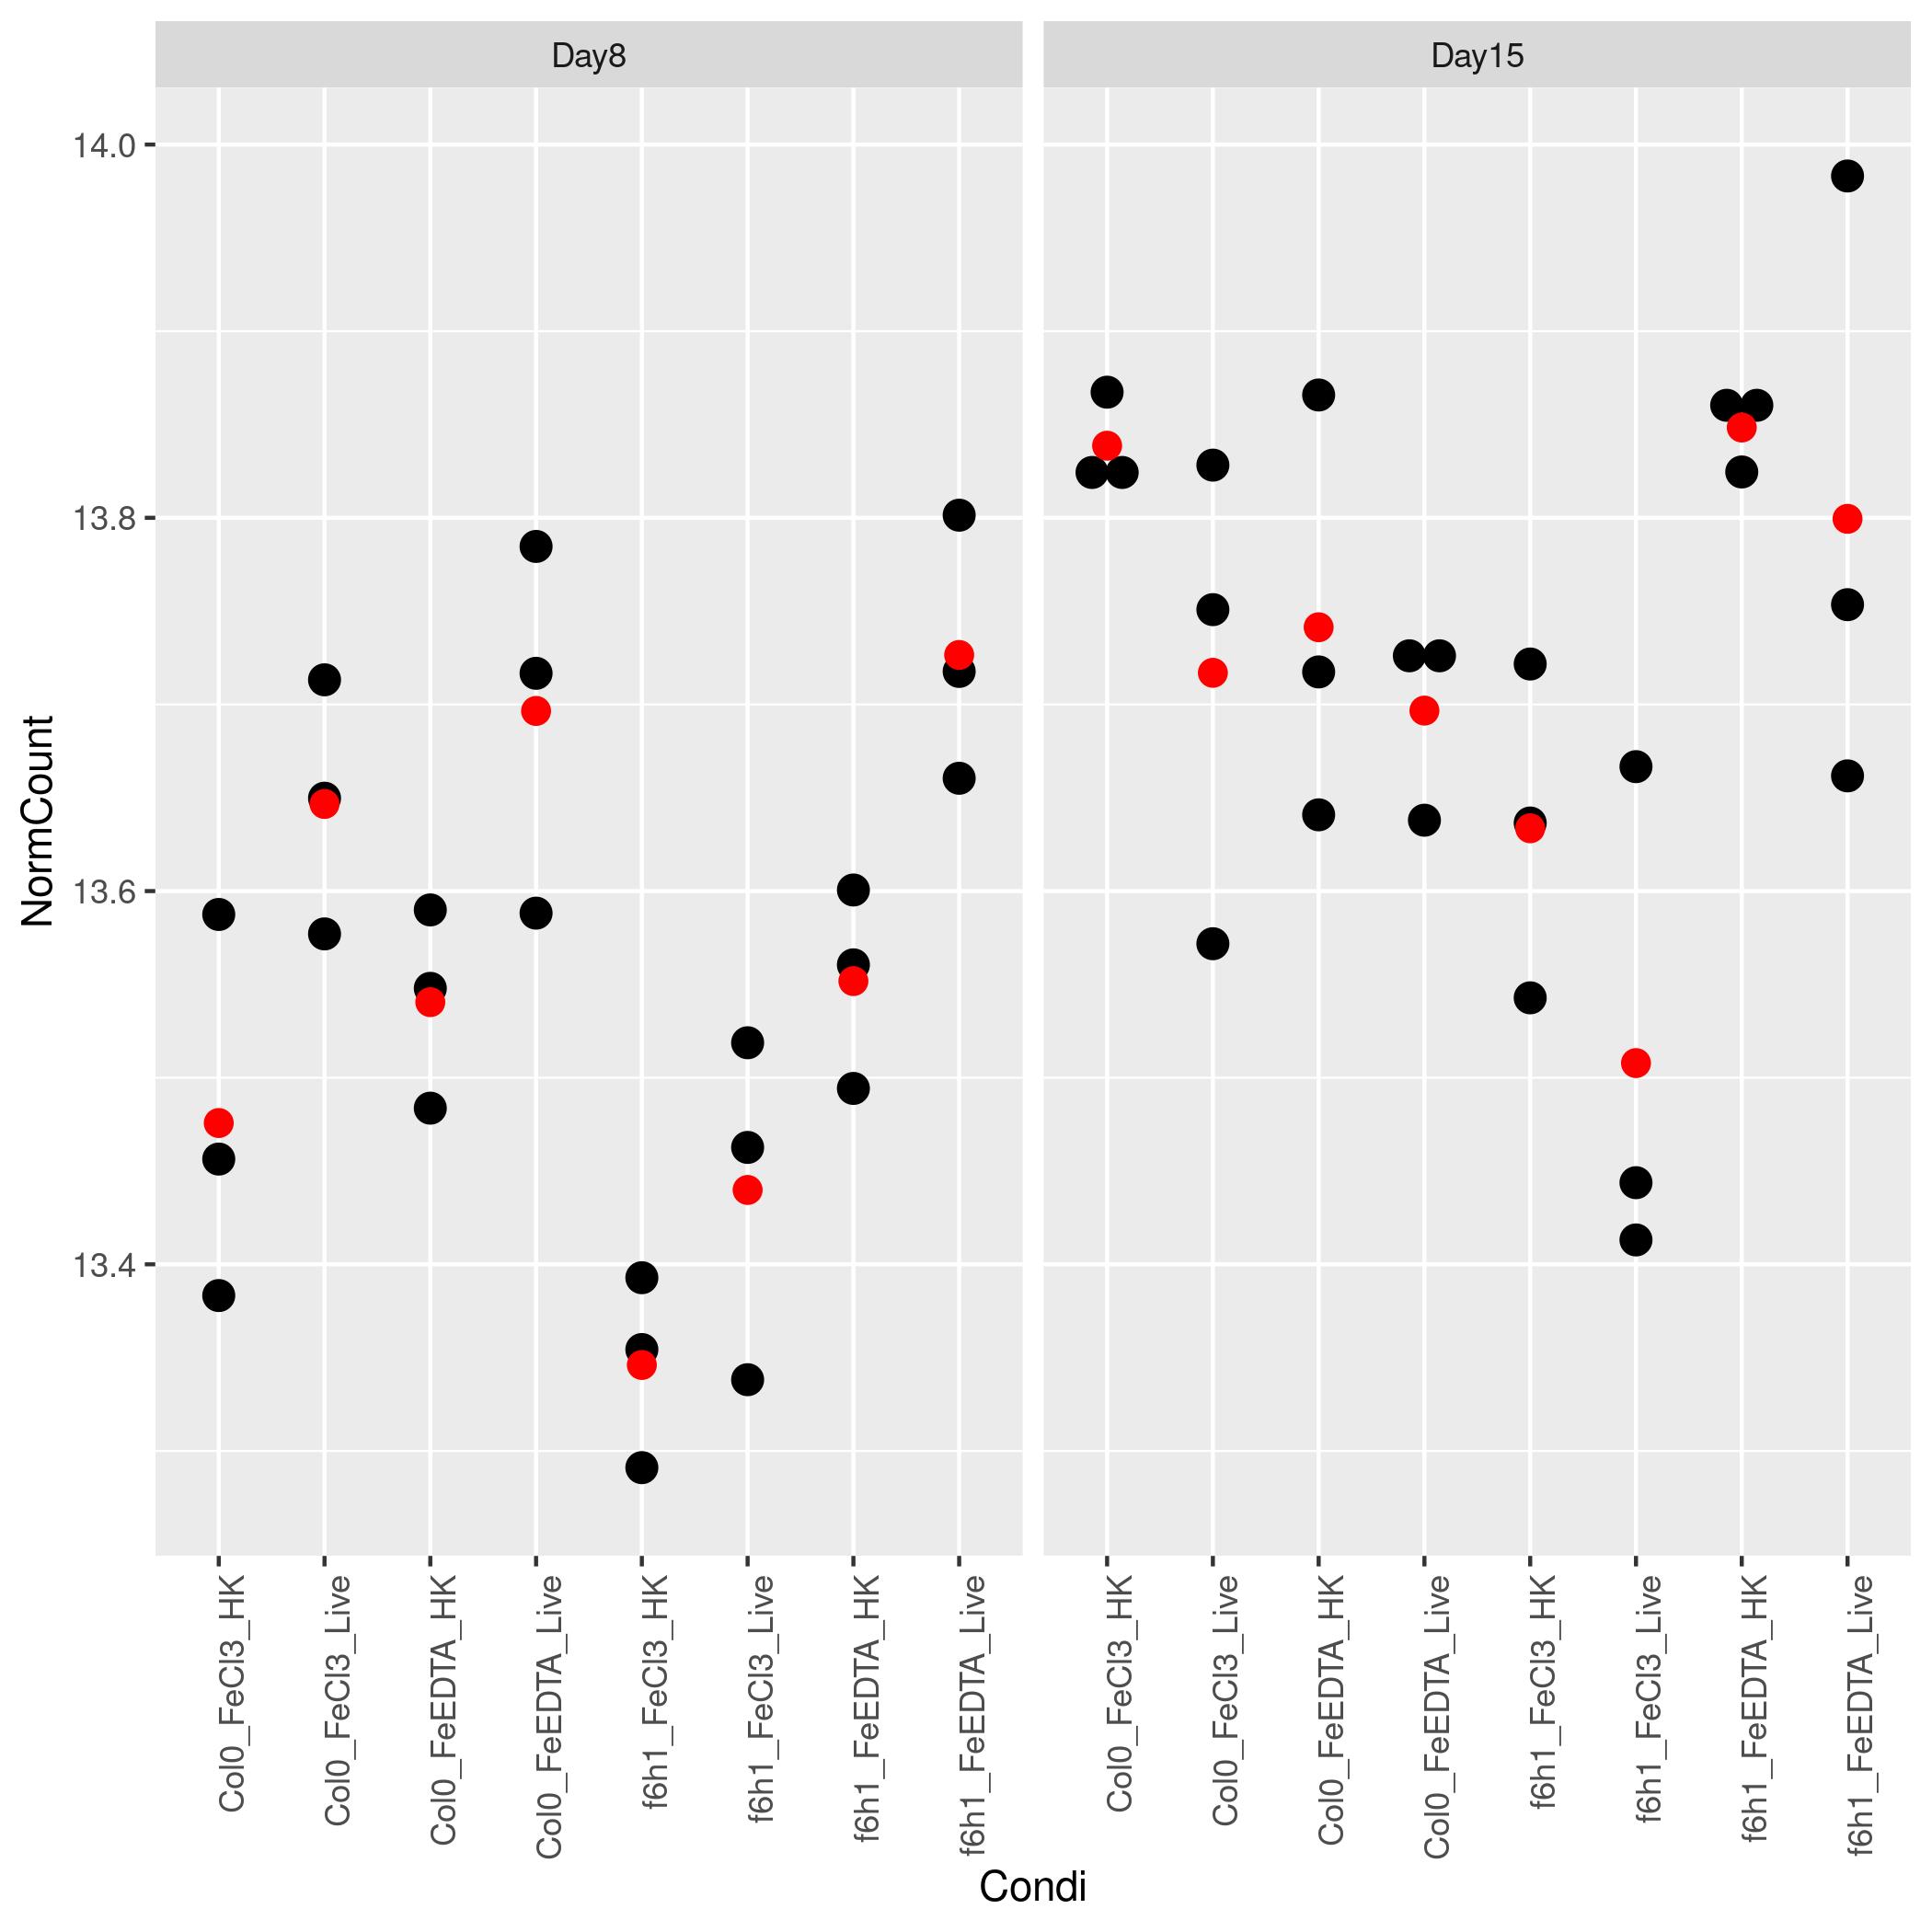 Day8
Day15
14.0
13.8
13.6
13.4
NormCount
Col0_FeCl3_HK
Col0_FeCl3_Live
Col0_FeEDTA_HK
Col0_FeEDTA_Live
f6h1_FeCl3_HK
f6h1_FeCl3_Live
f6h1_FeEDTA_HK
f6h1_FeEDTA_Live
Col0_FeCl3_HK
Col0_FeCl3_Live
Col0_FeEDTA_HK
Col0_FeEDTA_Live
f6h1_FeCl3_HK
f6h1_FeCl3_Live
f6h1_FeEDTA_HK
f6h1_FeEDTA_Live
Condi